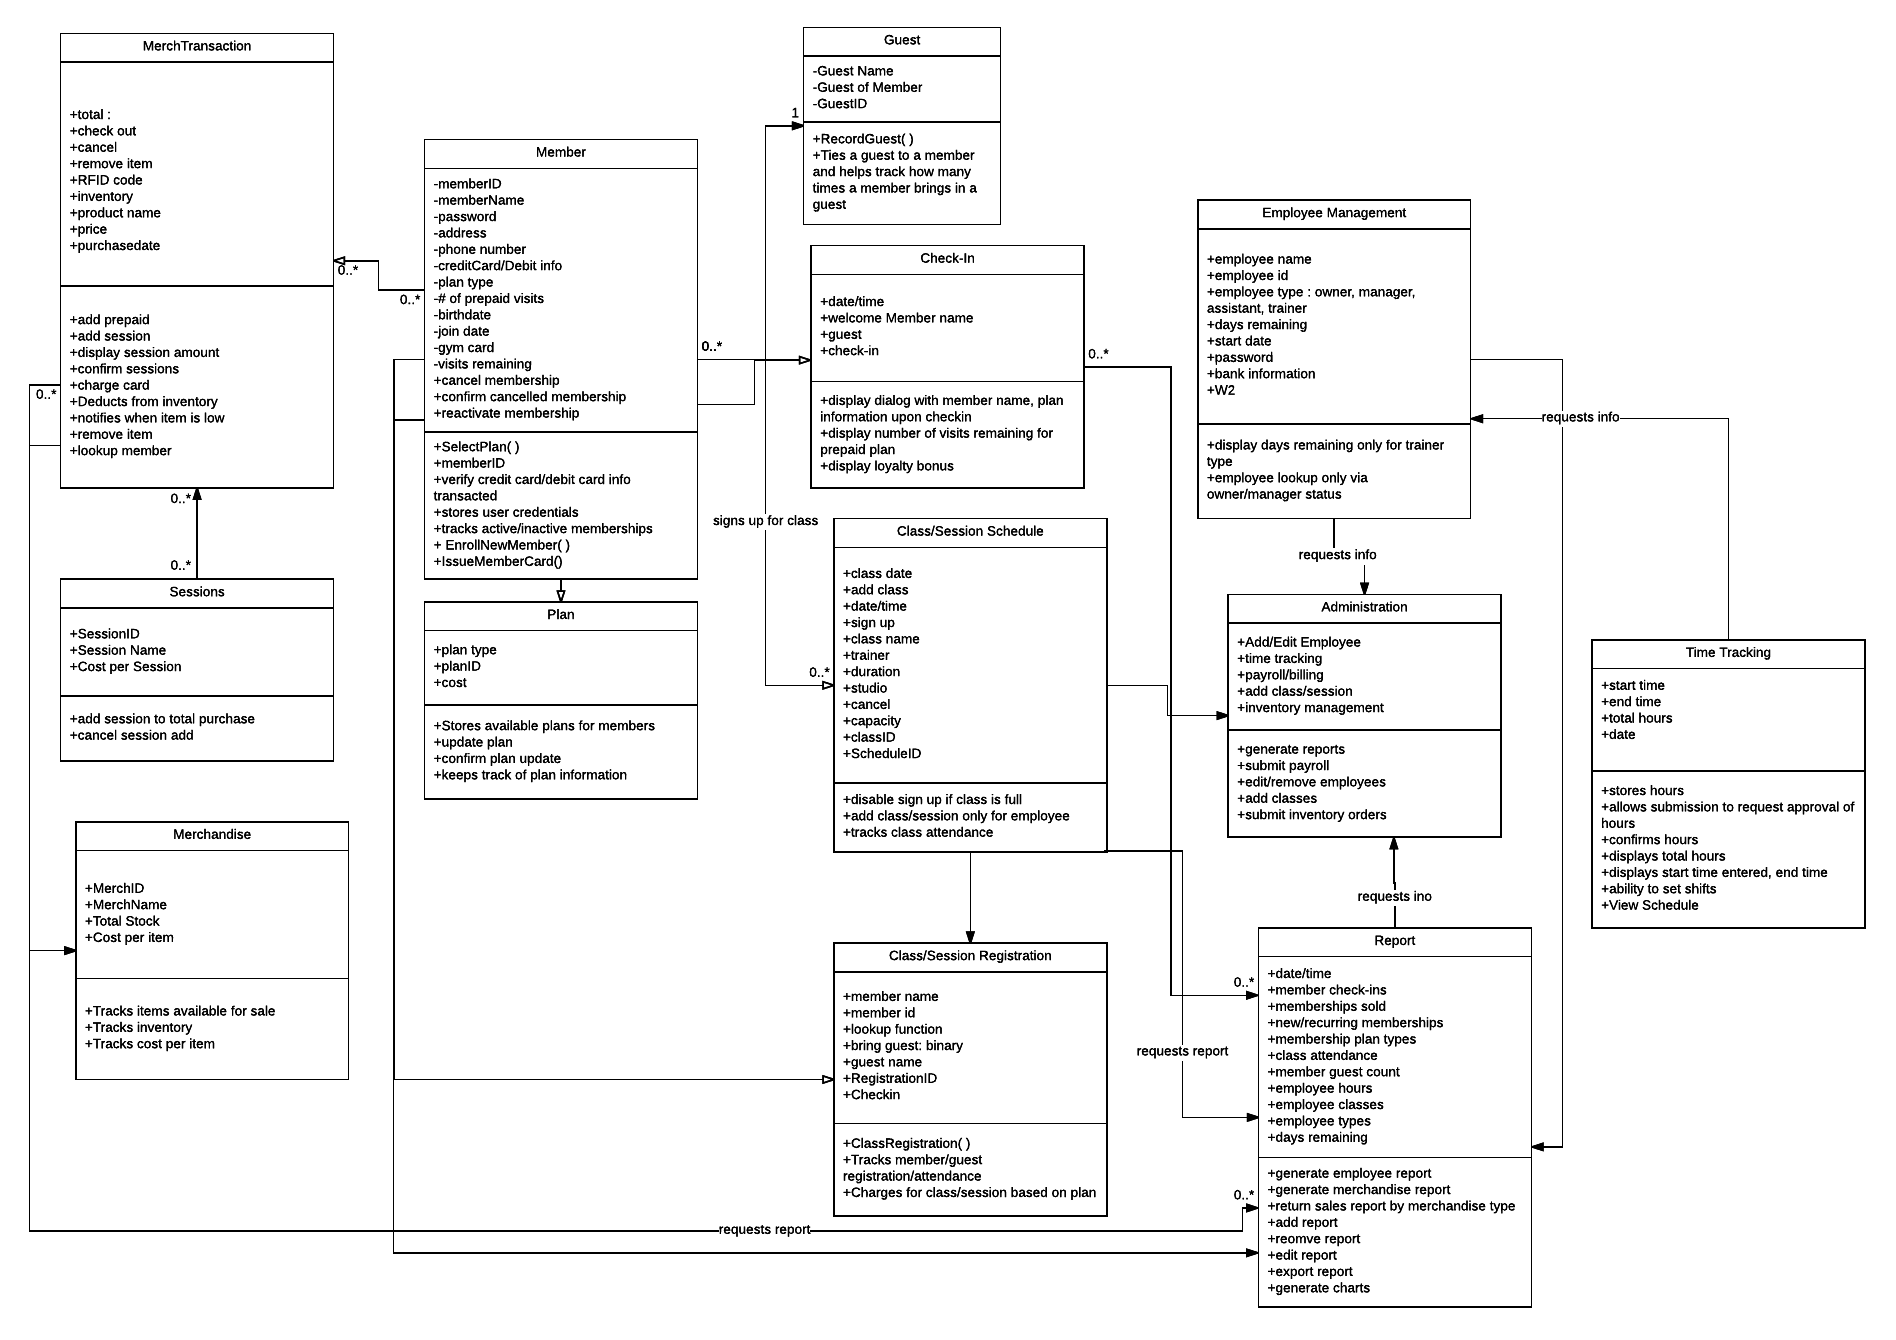 MerchTransaction
+total :
+check out
+cancel
+remove item
+RFID code
+inventory
+product name
+price
+purchasedate
+add prepaid
+add session
+display session amount
+confirm sessions
+charge card
+Deducts from inventory
+notifies when item is low
+remove item
+lookup member
0..*
0..*
0..*
0..*
0..*
Sessions
+SessionID
+Session Name
+Cost per Session
+add session to total purchase
+cancel session add
Merchandise
+MerchID
+MerchName
+Total Stock
+Cost per item
+Tracks items available for sale
+Tracks inventory
+Tracks cost per item
Member
-memberID
-memberName
-password
-address
-phone number
-creditCard/Debit info
-plan type
-# of prepaid visits
-birthdate
-join date
-gym card
-visits remaining
+cancel membership
+confirm cancelled membership
+reactivate membership
+SelectPlan( )
+memberID
+verify credit card/debit card info
transacted
+stores user credentials
+tracks active/inactive memberships
+ EnrollNewMember( )
+IssueMemberCard()
0..*
Plan
+plan type
+planID
+cost
+Stores available plans for members
+update plan
+confirm plan update
+keeps track of plan information
Guest
-Guest Name
-Guest of Member
-GuestID
+RecordGuest( )
+Ties a guest to a member
and helps track how many
times a member brings in a
guest
1
signs up for class
0..*
Check-In
+date/time
+welcome Member name
+guest
+check-in
+display dialog with member name, plan
information upon checkin
+display number of visits remaining for
prepaid plan
+display loyalty bonus
0..*
Class/Session Schedule
+class date
+add class
+date/time
+sign up
+class name
+trainer
+duration
+studio
+cancel
+capacity
+classID
+ScheduleID
+disable sign up if class is full
+add class/session only for employee
+tracks class attendance
Class/Session Registration
+member name
+member id
+lookup function
+bring guest: binary
+guest name
+RegistrationID
+Checkin
+ClassRegistration( )
+Tracks member/guest
registration/attendance
+Charges for class/session based on plan
requests report
requests report
Employee Management
+employee name
+employee id
+employee type : owner, manager,
assistant, trainer
+days remaining
+start date
+password
+bank information
+W2
+display days remaining only for trainer
type
+employee lookup only via
owner/manager status
requests info
requests info
Administration
+Add/Edit Employee
+time tracking
+payroll/billing
+add class/session
+inventory management
+generate reports
+submit payroll
+edit/remove employees
+add classes
+submit inventory orders
requests ino
Report
+date/time
+member check-ins
+memberships sold
+new/recurring memberships
+membership plan types
+class attendance
+member guest count
+employee hours
+employee classes
+employee types
+days remaining
+generate employee report
+generate merchandise report
+return sales report by merchandise type
+add report
+reomve report
+edit report
+export report
+generate charts
0..*
0..*
Time Tracking
+start time
+end time
+total hours
+date
+stores hours
+allows submission to request approval of
hours
+confirms hours
+displays total hours
+displays start time entered, end time
+ability to set shifts
+View Schedule